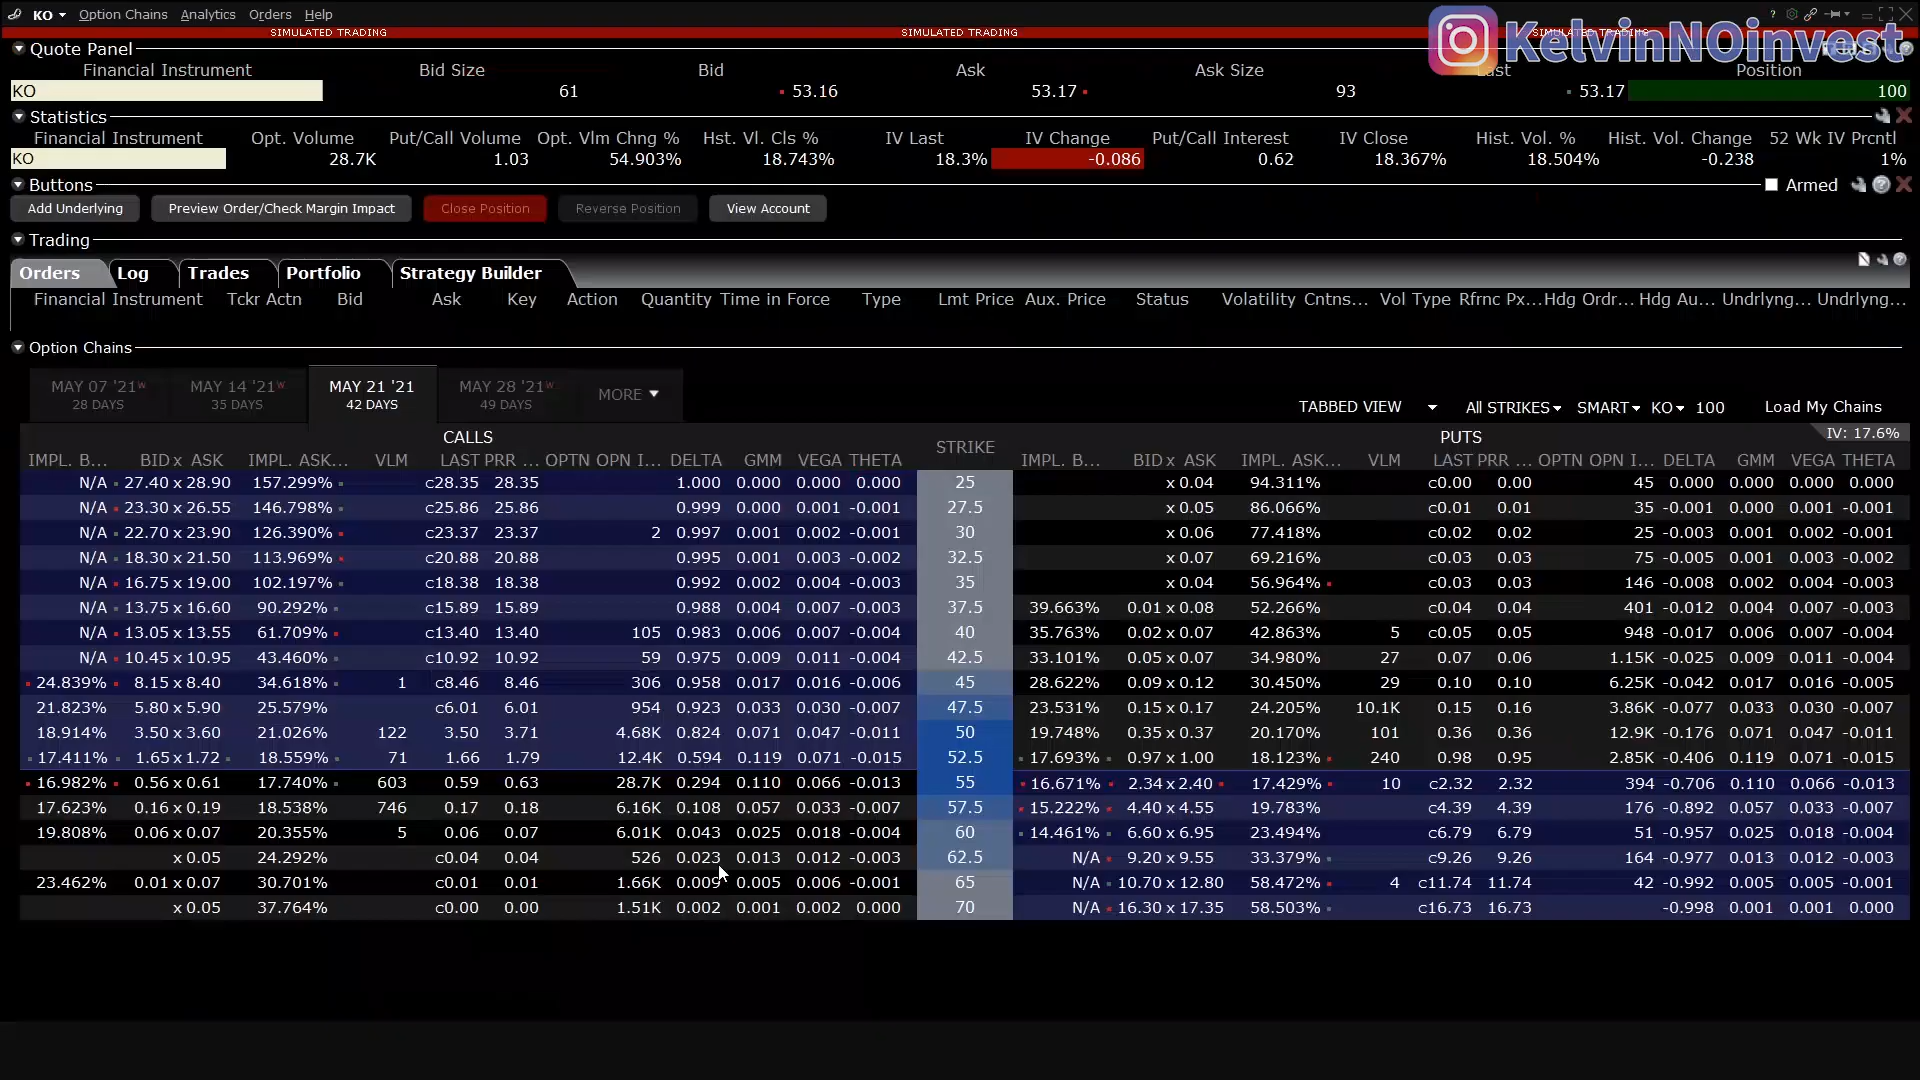 KO Option Chains Analytics Orders Help
SIMULATED TRADING SIMULATED TRADING
KelvinNOinvest
Quote Panel
Financial Instrument Bid Size Bid Ask Ask Size Position
KO 61 53.16 53.17 93 53.17 100
Statistics
Financial Instrument Opt. Volume Put/Call Volume Opt. Vlm Chng % Hst. Vl. Cls % IV Last IV Change Put/Call Interest IV Close Hist. Vol. % Hist. Vol. Change 52 Wk IV Prcntl
KO 28.7K 1.03 54.903% 18.743% 18.3% -0.086 0.62 18.367% 18.504% -0.238 1%
Buttons Armed
Add Underlying Preview Order/Check Margin Impact Close Position Reverse Position View Account
Trading
Orders Log Trades Portfolio Strategy Builder
Financial Instrument Tckr Actn Bid Ask Key Action Quantity Time in Force Type Lmt Price Aux. Price Status Volatility Cntns... Vol Type Rfrnc Px... Hdg Ordr... Hdg Au... Undrlyng... Undrlyng...
Option Chains
MAY 07 '21W MAY 14 '21W MAY 21 '21 MAY 28 '21W MORE
28 DAYS 35 DAYS 42 DAYS 49 DAYS
TABBED VIEW All STRIKES SMART KO 100 Load My Chains
CALLS STRIKE PUTS IV: 17.6%
IMPL. B... BID x ASK IMPL. ASK... VLM LAST PRR ... OPTN OPN I... DELTA GMM VEGA THETA IMPL. B... BID x ASK IMPL. ASK... VLM LAST PRR ... OPTN OPN I... DELTA GMM VEGA THETA
N/A 27.40 x 28.90 157.299% c28.35 28.35 1.000 0.000 0.000 0.000 25 x 0.04 94.311% c0.00 0.00 45 0.000 0.000 0.000 0.000
N/A 23.30 x 26.55 146.798% c25.86 25.86 0.999 0.000 0.001 -0.001 27.5 x 0.05 86.066% c0.01 0.01 35 -0.001 0.000 0.001 -0.001
N/A 22.70 x 23.90 126.390% c23.37 23.37 2 0.997 0.001 0.002 -0.001 30 x 0.06 77.418% c0.02 0.02 25 -0.003 0.001 0.002 -0.001
N/A 18.30 x 21.50 113.969% c20.88 20.88 0.995 0.001 0.003 -0.002 32.5 x 0.07 69.216% c0.03 0.03 75 -0.005 0.001 0.003 -0.002
N/A 16.75 x 19.00 102.197% c18.38 18.38 0.992 0.002 0.004 -0.003 35 x 0.04 56.964% c0.03 0.03 146 -0.008 0.002 0.004 -0.003
N/A 13.75 x 16.60 90.292% c15.89 15.89 0.988 0.004 0.007 -0.003 37.5 39.663% 0.01 x 0.08 52.266% c0.04 0.04 401 -0.012 0.004 0.007 -0.003
N/A 13.05 x 13.55 61.709% c13.40 13.40 105 0.983 0.006 0.007 -0.004 40 35.763% 0.02 x 0.07 42.863% 5 c0.05 0.05 948 -0.017 0.006 0.007 -0.004
N/A 10.45 x 10.95 43.460% c10.92 10.92 59 0.975 0.009 0.011 -0.004 42.5 33.101% 0.05 x 0.07 34.980% 27 0.07 0.06 1.15K -0.025 0.009 0.011 -0.004
24.839% 8.15 x 8.40 34.618% 1 c8.46 8.46 306 0.958 0.017 0.016 -0.006 45 28.622% 0.09 x 0.12 30.450% 29 0.10 0.10 6.25K -0.042 0.017 0.016 -0.005
21.823% 5.80 x 5.90 25.579% c6.01 6.01 954 0.923 0.033 0.030 -0.007 47.5 23.531% 0.15 x 0.17 24.205% 10.1K 0.15 0.16 3.86K -0.077 0.033 0.030 -0.007
18.914% 3.50 x 3.60 21.026% 122 3.50 3.71 4.68K 0.824 0.071 0.047 -0.011 50 19.748% 0.35 x 0.37 20.170% 101 0.36 0.36 12.9K -0.176 0.071 0.047 -0.011
17.411% 1.65 x 1.72 18.559% 71 1.66 1.79 12.4K 0.594 0.119 0.071 -0.015 52.5 17.693% 0.97 x 1.00 18.123% 240 0.98 0.95 2.85K -0.406 0.119 0.071 -0.015
16.982% 0.56 x 0.61 17.740% 603 0.59 0.63 28.7K 0.294 0.110 0.066 -0.013 55 16.671% 2.34 x 2.40 17.429% 10 c2.32 2.32 394 -0.706 0.110 0.066 -0.013
17.623% 0.16 x 0.19 18.538% 746 0.17 0.18 6.16K 0.108 0.057 0.033 -0.007 57.5 15.222% 4.40 x 4.55 19.783% c4.39 4.39 176 -0.892 0.057 0.033 -0.007
19.808% 0.06 x 0.07 20.355% 5 0.06 0.07 6.01K 0.043 0.025 0.018 -0.004 60 14.461% 6.60 x 6.95 23.494% c6.79 6.79 51 -0.957 0.025 0.018 -0.004
x 0.05 24.292% c0.04 0.04 526 0.023 0.013 0.012 -0.003 62.5 N/A 9.20 x 9.55 33.379% c9.26 9.26 164 -0.977 0.013 0.012 -0.003
23.462% 0.01 x 0.07 30.701% c0.01 0.01 1.66K 0.009 0.005 0.006 -0.001 65 N/A 10.70 x 12.80 58.472% 4 c11.74 11.74 42 -0.992 0.005 0.005 -0.001
x 0.05 37.764% c0.00 0.00 1.51K 0.002 0.001 0.002 0.000 70 N/A 16.30 x 17.35 58.503% c16.73 16.73 -0.998 0.001 0.001 0.000